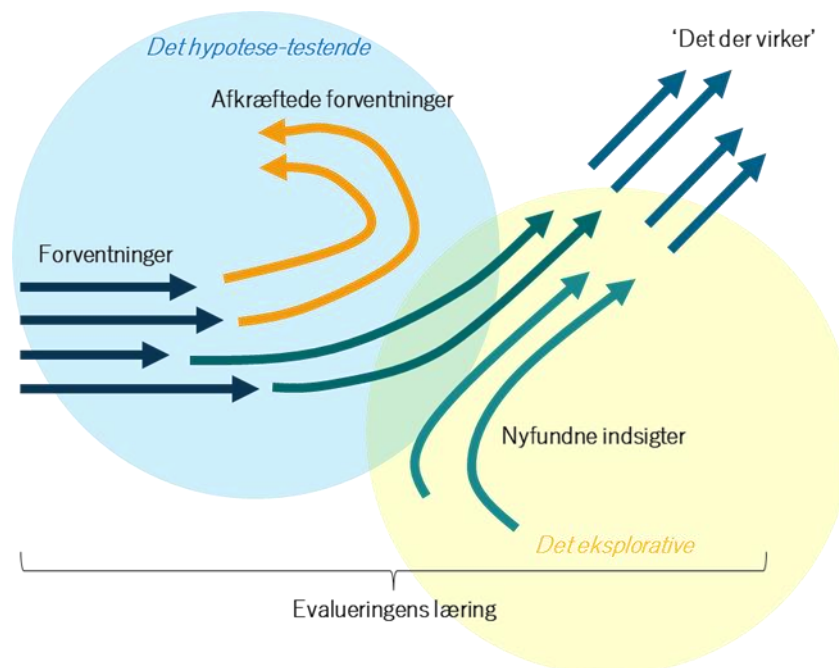 Det hypotese-testende
'Det der virker'
Afkræftede forventninger
Forventninger
Nyfundne indsigter
Det eksplorative
Evalueringens læring